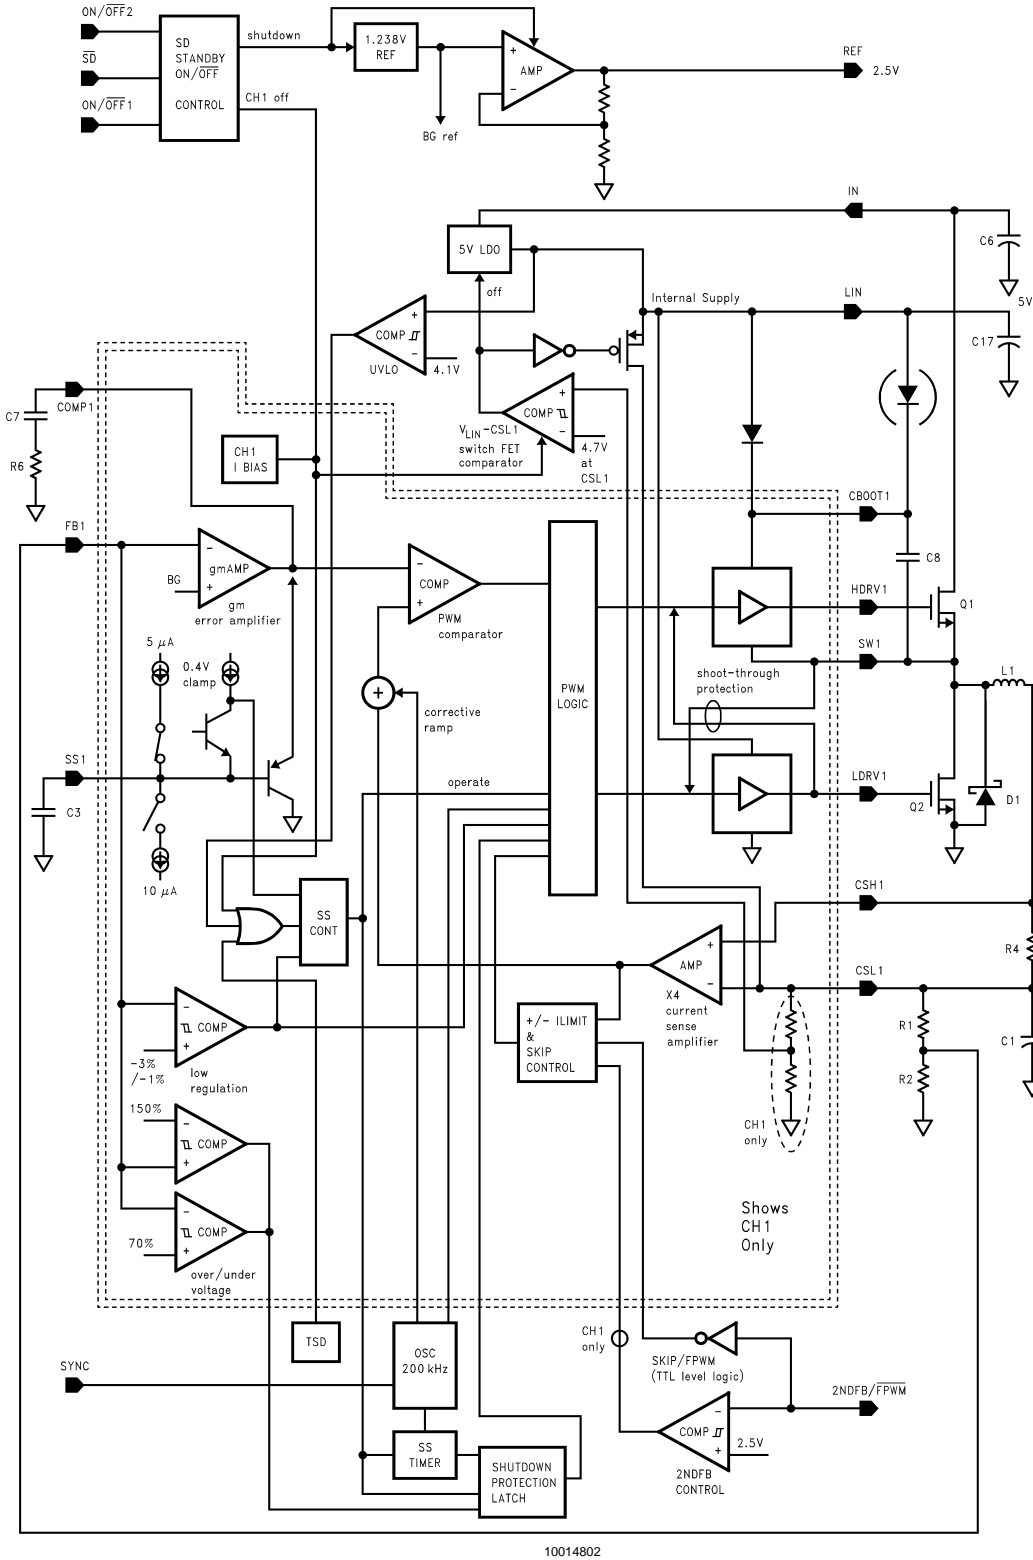 ON/OFF2
SD
ON/OFF1
SD
STANDBY
ON/OFF
CONTROL
shutdown
CH1 off
1.238V
REF
BG ref
+
AMP
−
REF
2.5V
IN
C6
5V LDO
off
Internal Supply
LIN
5V
C17
+
COMP
−
UVLO
4.1V
+
COMP
−
4.7V
at
CSL1
VLIN−CSL1
switch FET
comparator
COMP1
C7
R6
CH1
I BIAS
CBOOT1
C8
FB1
−
gmAMP
+
BG
gm
error amplifier
−
COMP
+
PWM
comparator
PWM
LOGIC
HDRV1
Q1
SW1
L1
shoot−through
protection
LDRV1
Q2
D1
5 μA
0.4V
clamp
+
corrective
ramp
SS1
C3
10 μA
operate
SS
CONT
CSH1
R4
CSL1
+
AMP
−
X4
current
sense
amplifier
R1
R2
C1
CH1
only
+/− ILIMIT
&
SKIP
CONTROL
−
COMP
+
−3%
/−1%
low
regulation
150%
−
COMP
+
−
COMP
+
70%
over/under
voltage
Shows
CH1
Only
TSD
OSC
200 kHz
SYNC
CH1
only
SKIP/FPWM
(TTL level logic)
2NDFB/FPWM
−
COMP
+
2.5V
2NDFB
CONTROL
SS
TIMER
SHUTDOWN
PROTECTION
LATCH
10014802